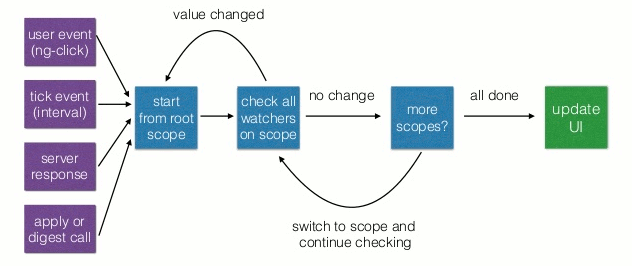 value changed
user event
(ng-click)
tick event
(interval)
server
response
apply or
digest call
start
from root
scope
check all
watchers
on scope
no change
more
scopes?
all done
update
UI
switch to scope and
continue checking